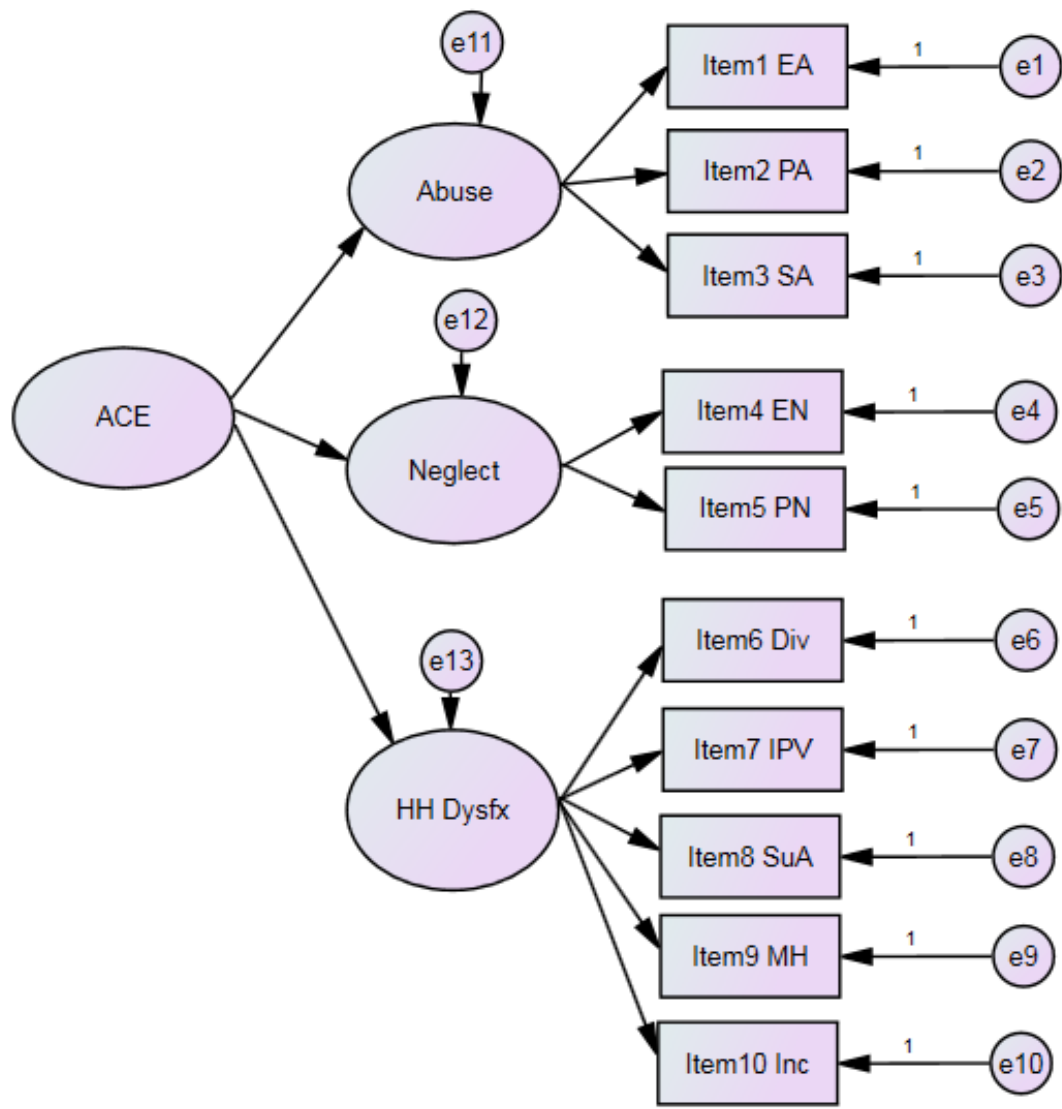 e11
Item1 EA
1
e1
Abuse
Item2 PA
1
e2
Item3 SA
1
e3
e12
ACE
Item4 EN
1
e4
Neglect
Item5 PN
1
e5
e13
Item6 Div
1
e6
HH Dysfx
Item7 IPV
1
e7
Item8 SuA
1
e8
Item9 MH
1
e9
Item10 Inc
1
e10